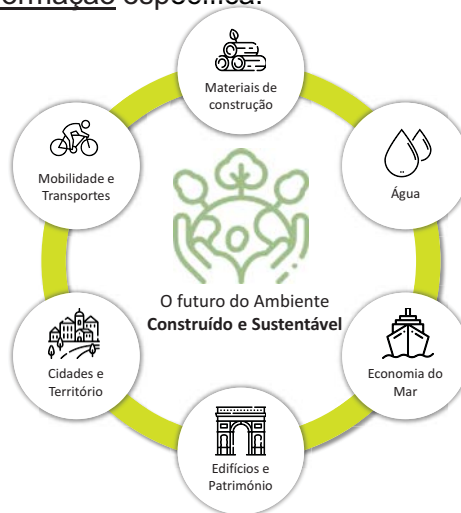 específica.
Materiais de
construção
Mobilidade e
Transportes
Água
O futuro do Ambiente
Construído e Sustentável
Cidades e
Território
Economia do
Mar
Edifícios e
Património